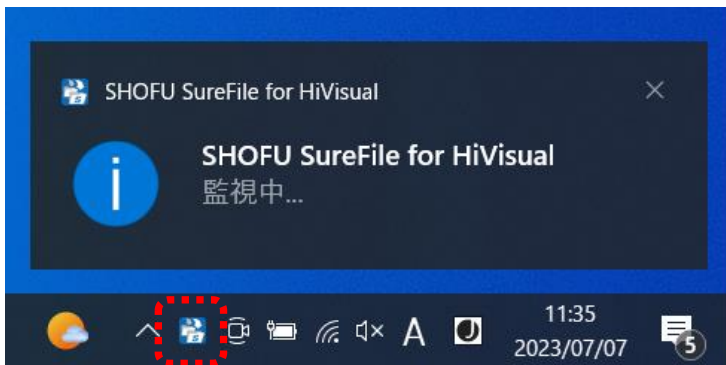 SHOFU SureFile for HiVisual
SHOFU SureFile for HiVisual
監視中...
A
11:35
2023/07/07
5